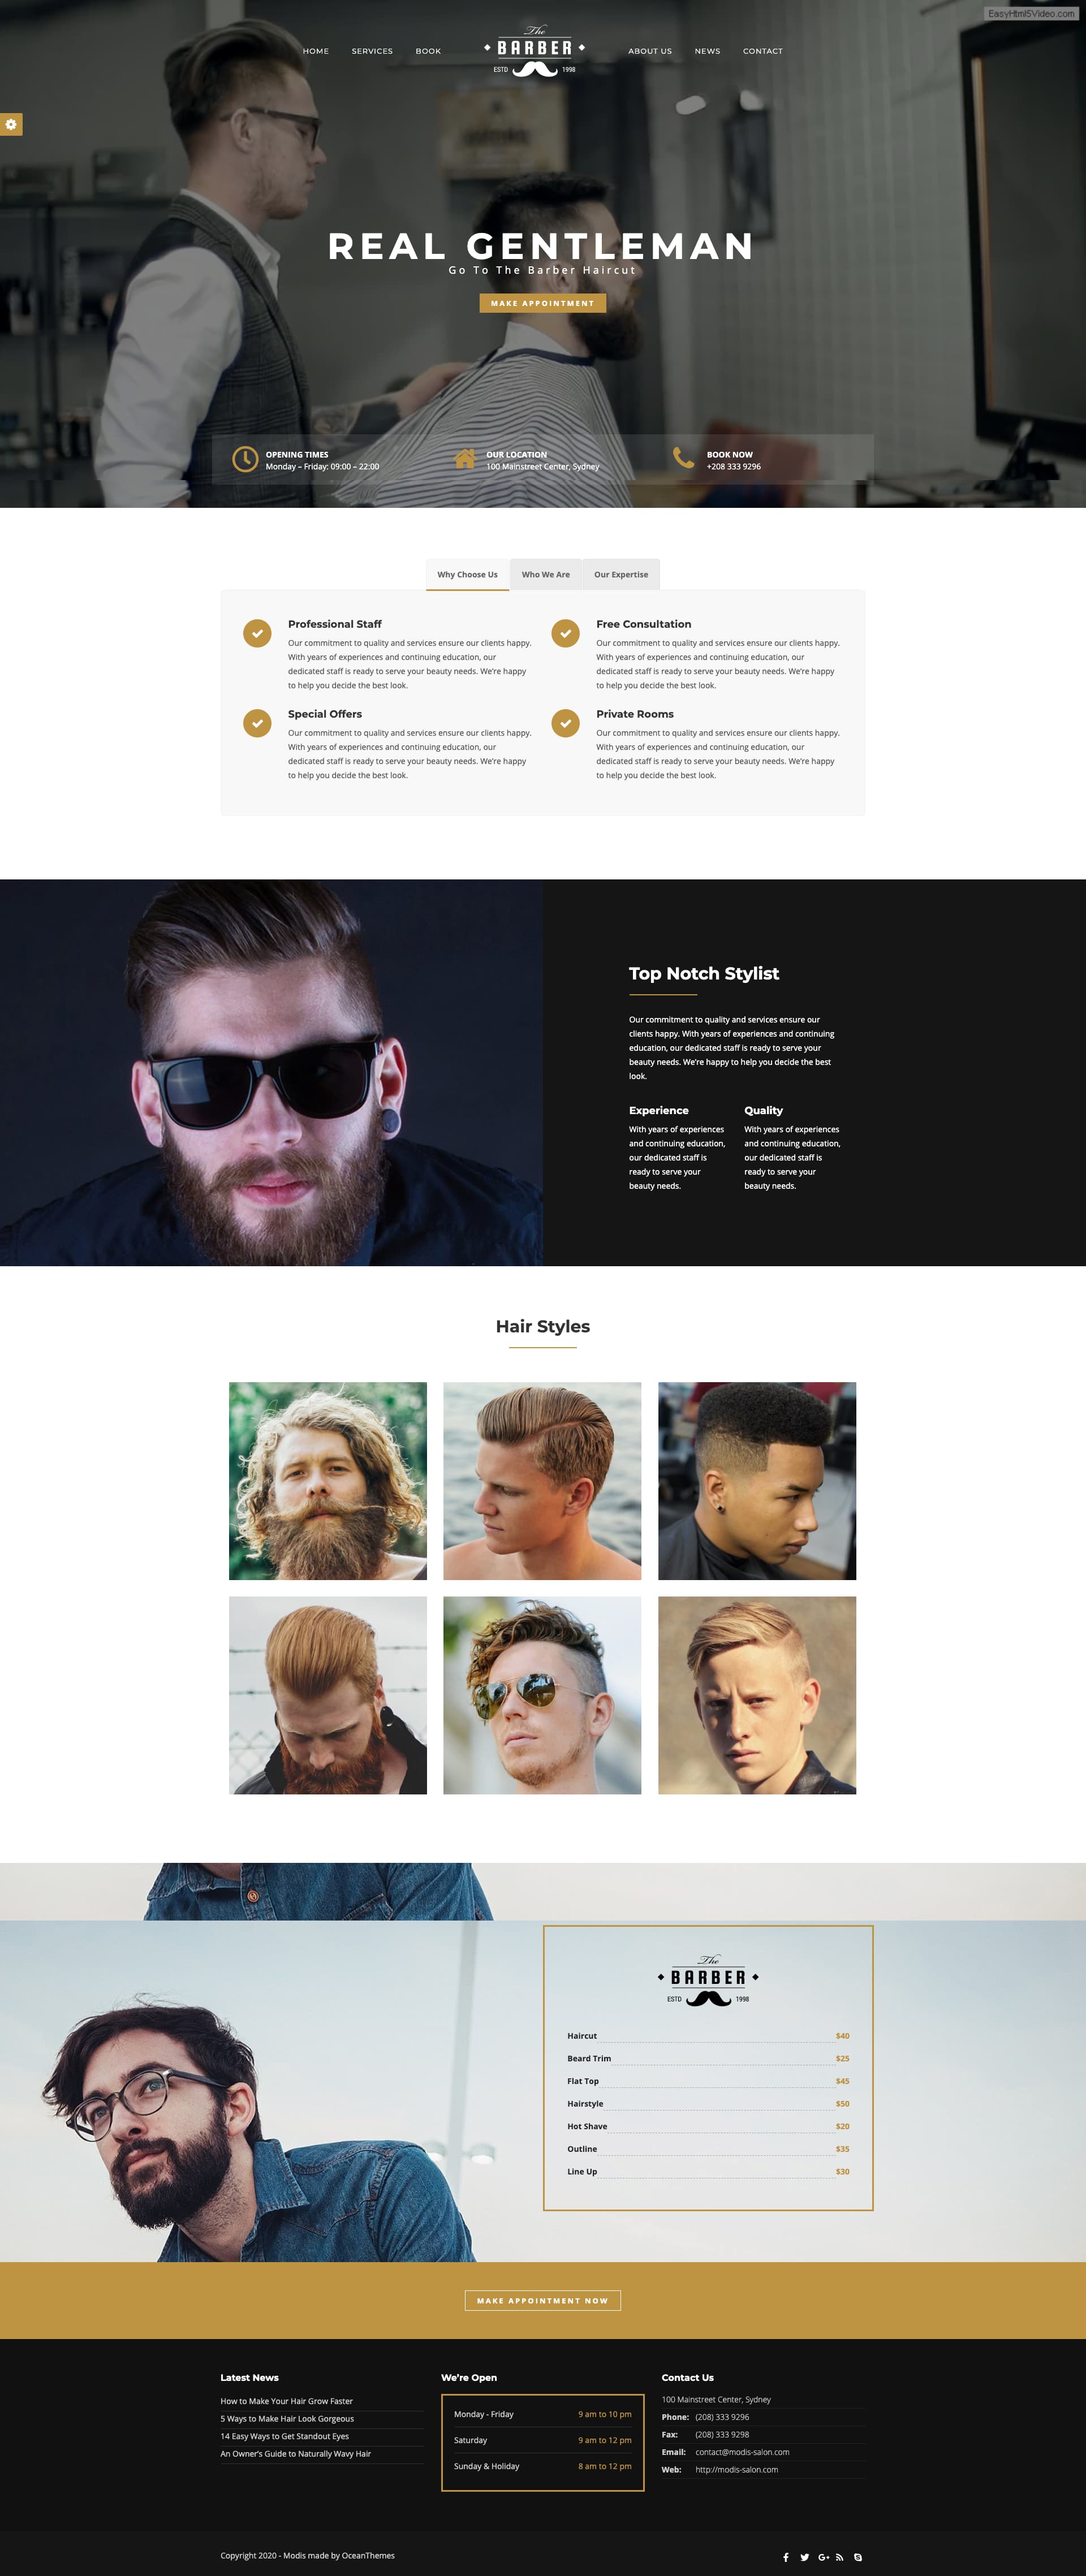 EasyHtml5Video.com
HOME SERVICES BOOK
The
BARBER
ESTD 1998
ABOUT US NEWS CONTACT
REAL GENTLEMAN
Go To The Barber Haircut
MAKE APPOINTMENT
OPENING TIMES
Monday – Friday: 09:00 – 22:00
OUR LOCATION
100 Mainstreet Center, Sydney
BOOK NOW
+208 333 9296
Why Choose Us
Who We Are
Our Expertise
Professional Staff
Our commitment to quality and services ensure our clients happy.
With years of experiences and continuing education, our
dedicated staff is ready to serve your beauty needs. We’re happy
to help you decide the best look.
Free Consultation
Our commitment to quality and services ensure our clients happy.
With years of experiences and continuing education, our
dedicated staff is ready to serve your beauty needs. We’re happy
to help you decide the best look.
Special Offers
Our commitment to quality and services ensure our clients happy.
With years of experiences and continuing education, our
dedicated staff is ready to serve your beauty needs. We’re happy
to help you decide the best look.
Private Rooms
Our commitment to quality and services ensure our clients happy.
With years of experiences and continuing education, our
dedicated staff is ready to serve your beauty needs. We’re happy
to help you decide the best look.
Top Notch Stylist
Our commitment to quality and services ensure our
clients happy. With years of experiences and continuing
education, our dedicated staff is ready to serve your
beauty needs. We’re happy to help you decide the best
look.
Experience
With years of experiences
and continuing education,
our dedicated staff is
ready to serve your
beauty needs.
Quality
With years of experiences
and continuing education,
our dedicated staff is
ready to serve your
beauty needs.
Hair Styles
The
BARBER
ESTD 1998
Haircut $40
Beard Trim $25
Flat Top $45
Hairstyle $50
Hot Shave $20
Outline $35
Line Up $30
MAKE APPOINTMENT NOW
Latest News
How to Make Your Hair Grow Faster
5 Ways to Make Hair Look Gorgeous
14 Easy Ways to Get Standout Eyes
An Owner’s Guide to Naturally Wavy Hair
We’re Open
Monday - Friday 9 am to 10 pm
Saturday 9 am to 12 pm
Sunday & Holiday 8 am to 12 pm
Contact Us
100 Mainstreet Center, Sydney
Phone: (208) 333 9296
Fax: (208) 333 9298
Email: contact@modis-salon.com
Web: http://modis-salon.com
Copyright 2020 - Modis made by OceanThemes